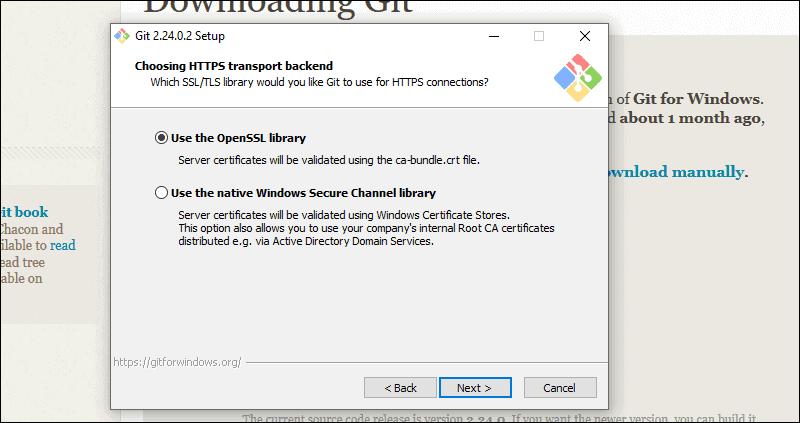 Downloading Git
Git 2.24.0.2 Setup
Choosing HTTPS transport backend
Which SSL/TLS library would you like Git to use for HTTPS connections?
n of Git for Windows.
d about 1 month ago,
ownload manually.
Use the OpenSSL library
Server certificates will be validated using the ca-bundle.crt file.
Use the native Windows Secure Channel library
Server certificates will be validated using Windows Certificate Stores.
This option also allows you to use your company's internal Root CA certificates
distributed e.g. via Active Directory Domain Services.
it book
Chacon and
ilable to read
ead tree
able on
https://gitforwindows.org/
< Back
Next >
Cancel
The current source code release is version 2.24.0. If you want the newer version, you can build it